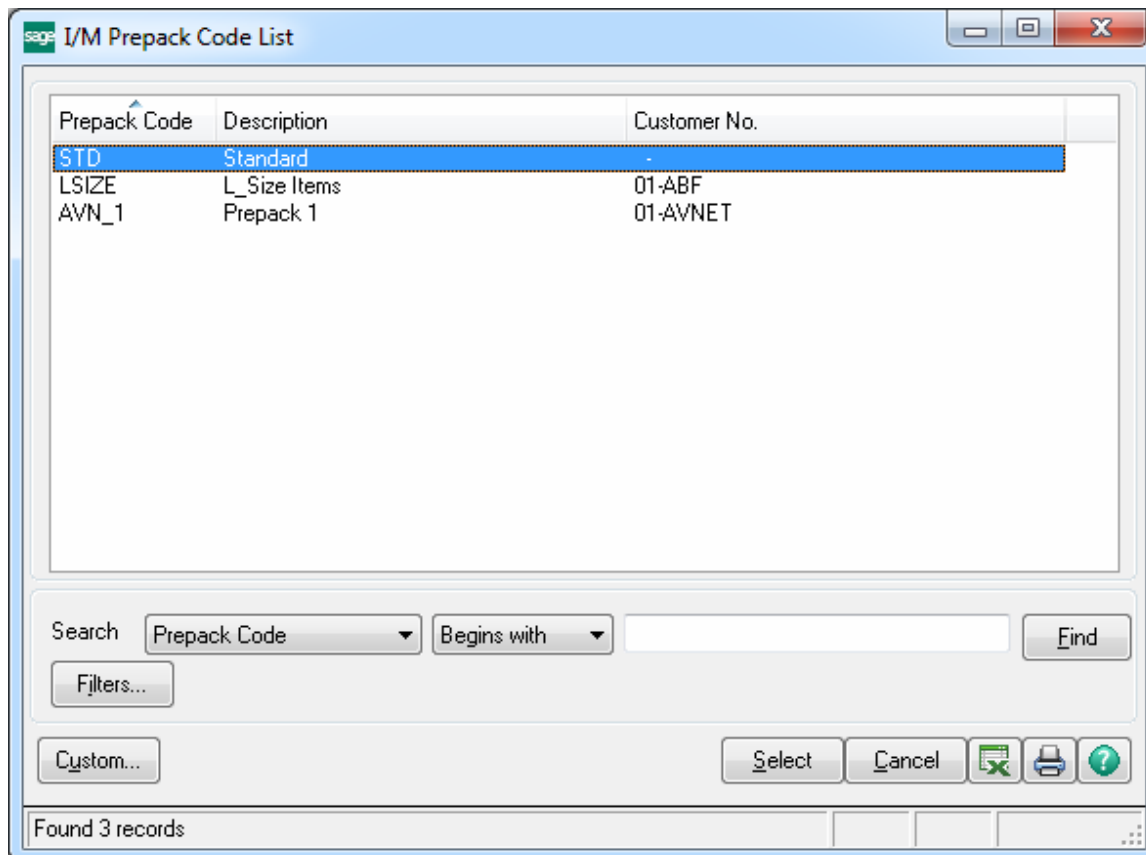 sage I/M Prepack Code List
Prepack Code Description Customer No.
STD Standard -
LSIZE L_Size Items 01-ABF
AVN_1 Prepack 1 01-AVNET
Search Prepack Code Begins with Find
Filters...
Custom... Select Cancel
Found 3 records